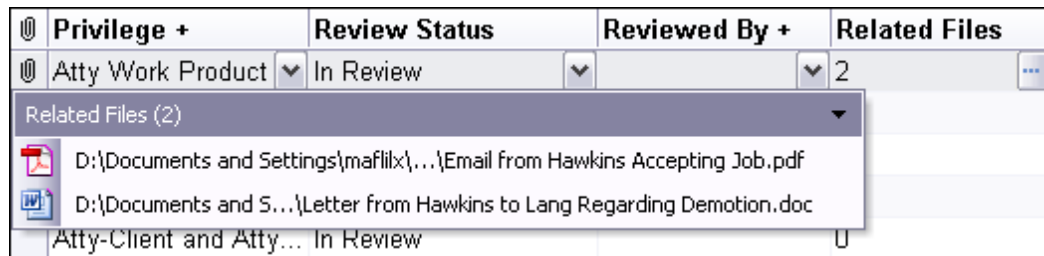 Privilege + Review Status Reviewed By + Related Files
Atty Work Product In Review 2 ...
Related Files (2)
D:\Documents and Settings\maflilx\...\Email from Hawkins Accepting Job.pdf
D:\Documents and S...\Letter from Hawkins to Lang Regarding Demotion.doc
Atty-Client and Atty... In Review 0